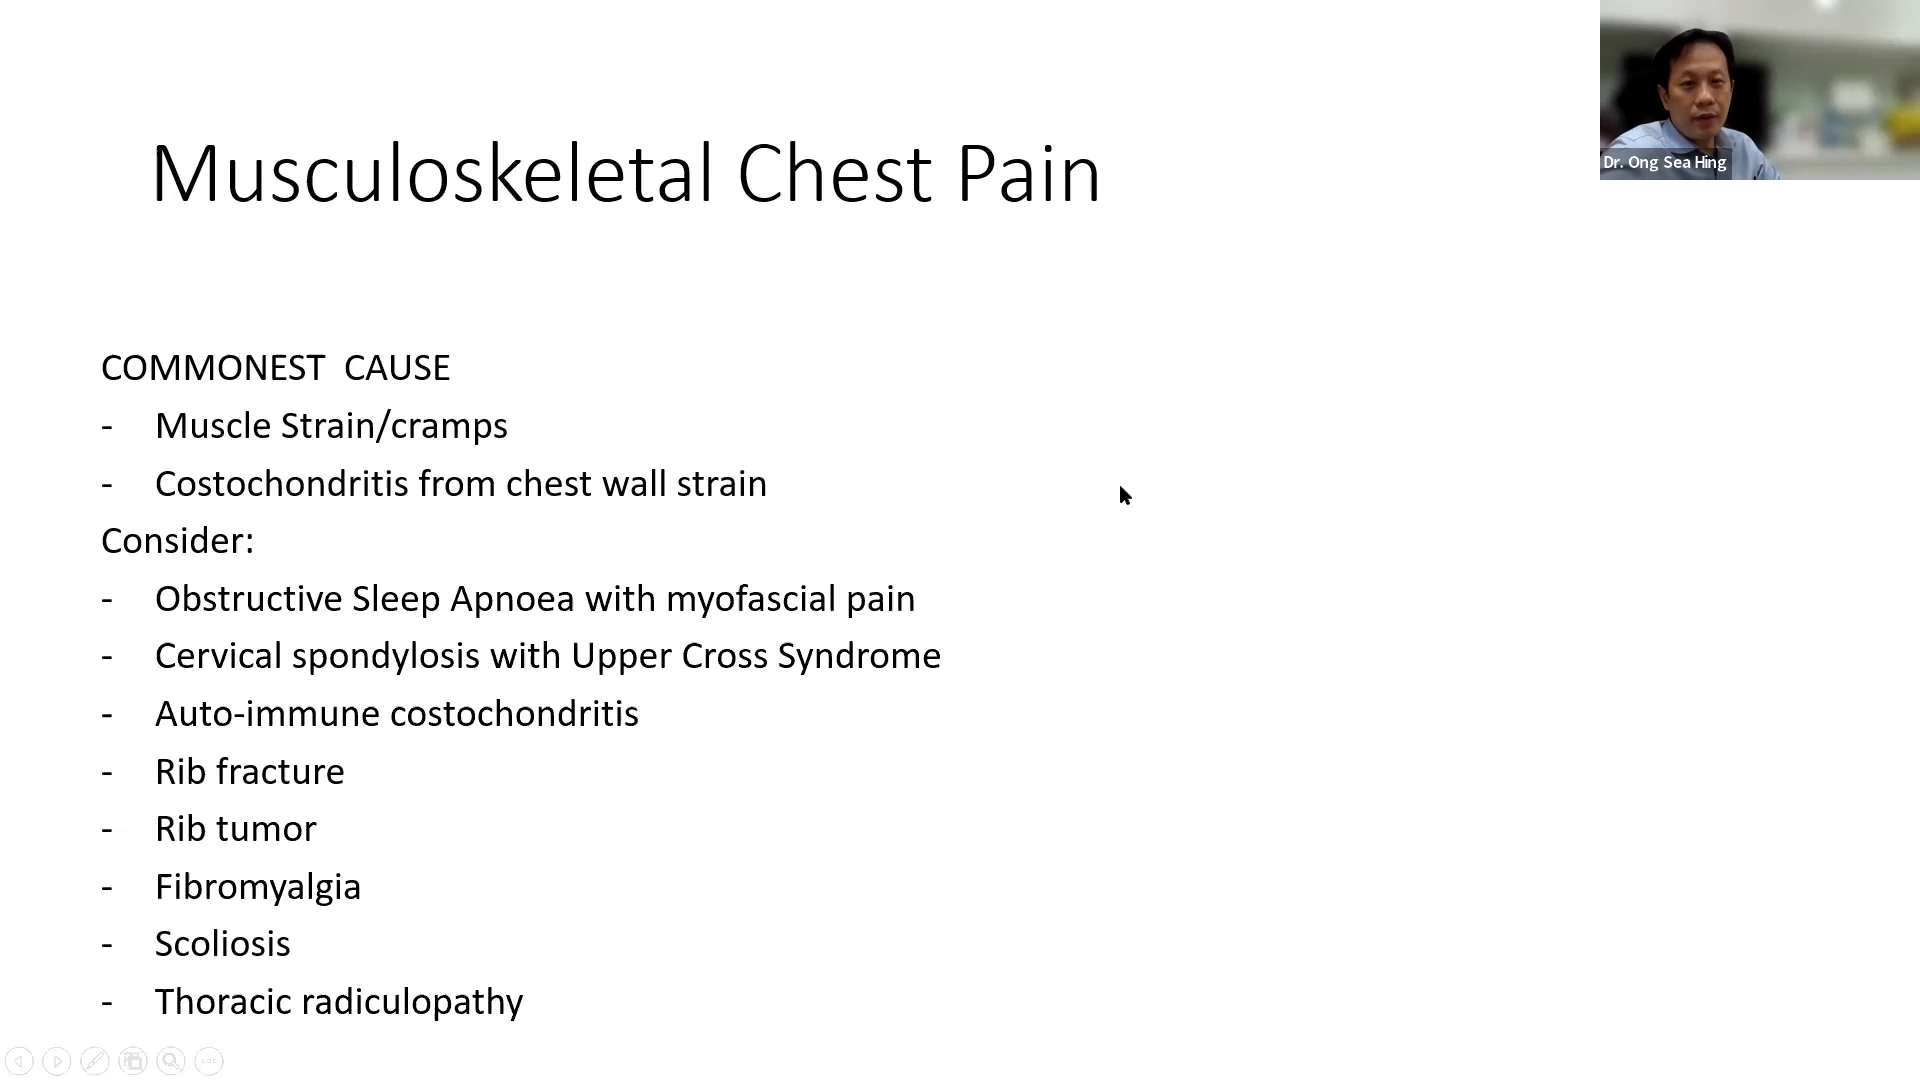 Musculoskeletal Chest Pain
Dr. Ong Sea Hing
COMMONEST  CAUSE
- Muscle Strain/cramps
- Costochondritis from chest wall strain
Consider:
- Obstructive Sleep Apnoea with myofascial pain
- Cervical spondylosis with Upper Cross Syndrome
- Auto-immune costochondritis
- Rib fracture
- Rib tumor
- Fibromyalgia
- Scoliosis
- Thoracic radiculopathy